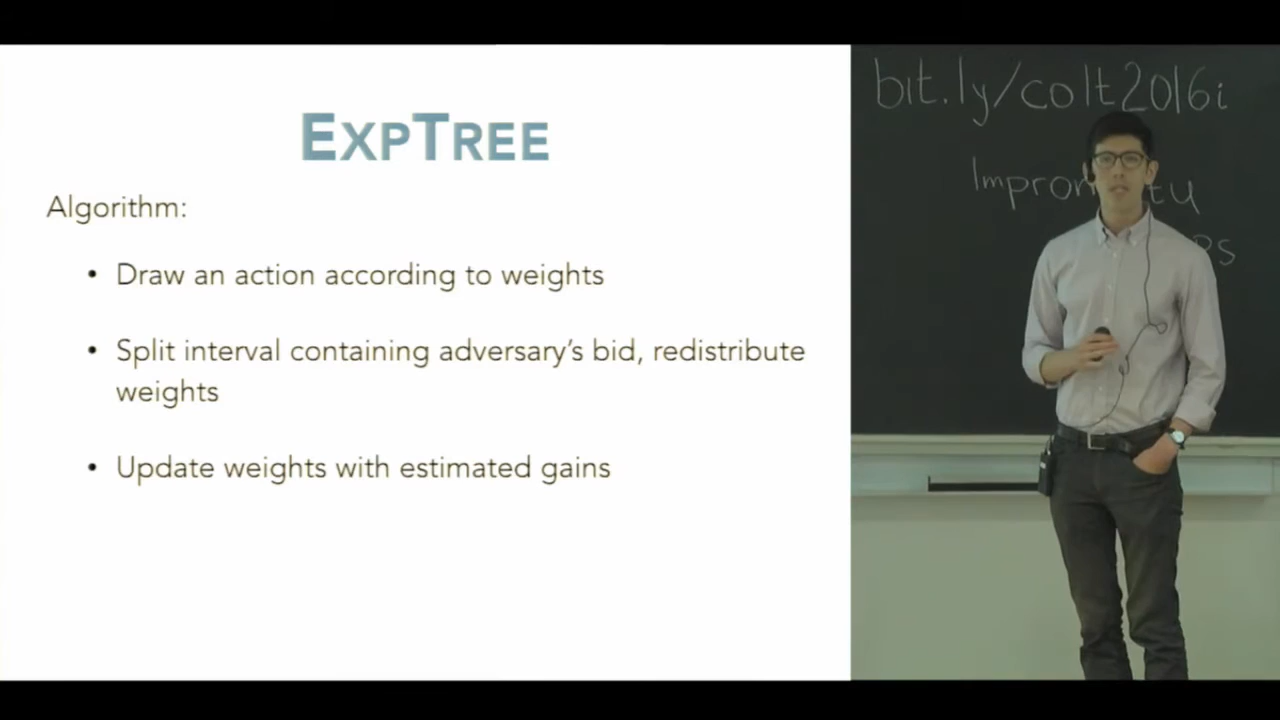 EXPTREE
Algorithm:
• Draw an action according to weights
• Split interval containing adversary's bid, redistribute
weights
• Update weights with estimated gains
bit.ly/colt2016i